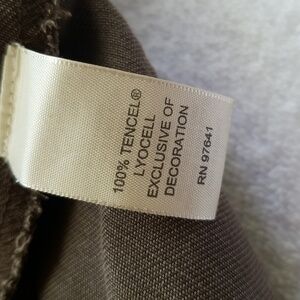 100% TENCEL®
LYOCELL
EXCLUSIVE OF
DECORATION
RN 97641